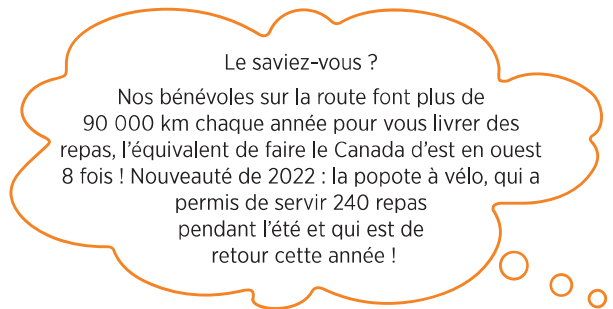 Le saviez-vous ?
Nos bénévoles sur la route font plus de
90 000 km chaque année pour vous livrer des
repas, l'équivalent de faire le Canada d'est en ouest
8 fois ! Nouveauté de 2022 : la popote à vélo, qui a
permis de servir 240 repas
pendant l'été et qui est de
retour cette année !